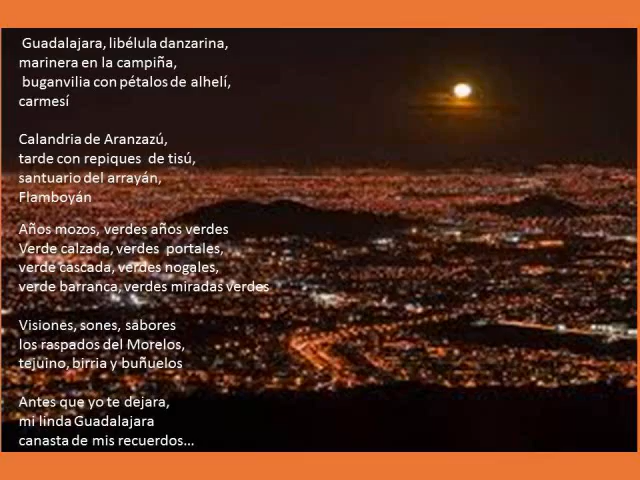 Guadalajara, libélula danzarina,
marinera en la campiña,
buganvilia con pétalos de alhelí,
carmesí
Calandria de Aranzazú,
tarde con repiques de tisú,
santuario del arrayán,
Flamboyán
Años mozos, verdes años verdes
Verde calzada, verdes portales,
verde cascada, verdes nogales,
verde barranca, verdes miradas verdes
Visiones, sones, sabores
los raspados del Morelos,
tejuino, birria y buñuelos
Antes que yo te dejara,
mi linda Guadalajara
canasta de mis recuerdos...